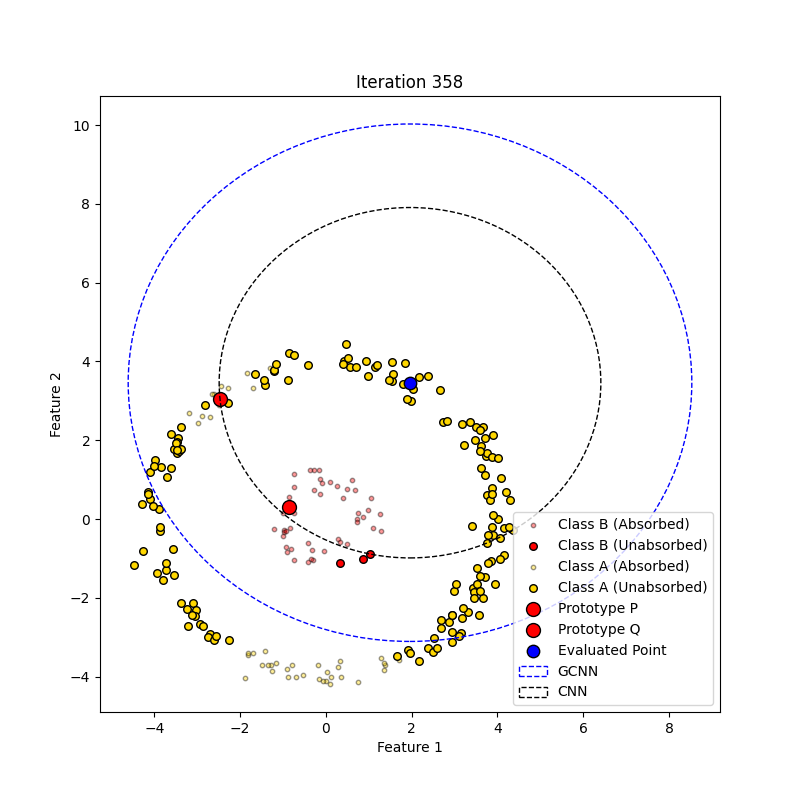 Iteration 358
10
8
6
4
2
0
−2
−4
Feature 2
Class B (Absorbed)
Class B (Unabsorbed)
Class A (Absorbed)
Class A (Unabsorbed)
Prototype P
Prototype Q
Evaluated Point
GCNN
CNN
−4 −2 0 2 4 6 8
Feature 1